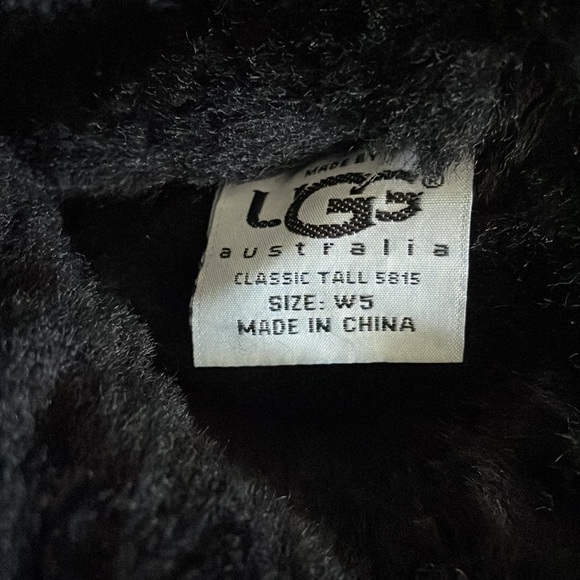 MADE BY
UGG®
australia
CLASSIC TALL 5815
SIZE: W5
MADE IN CHINA